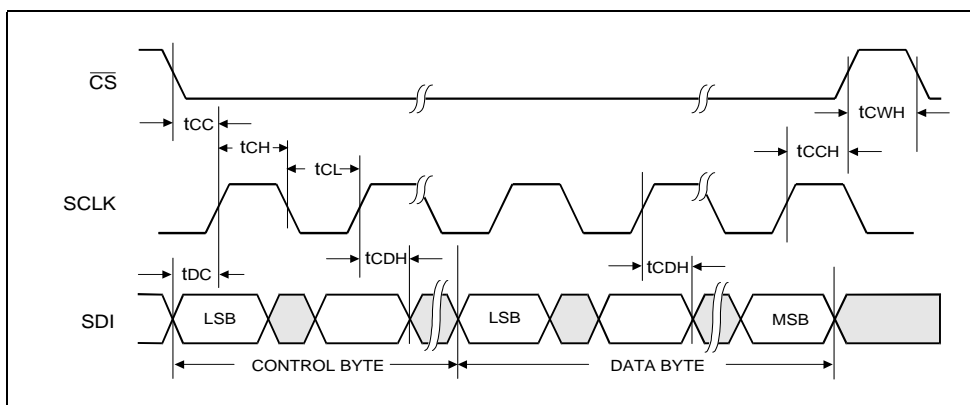 CS
tCC
tCWH
tCH
tCCH
tCL
SCLK
tDC
tCDH
tCDH
SDI
LSB
LSB
MSB
CONTROL BYTE
DATA BYTE